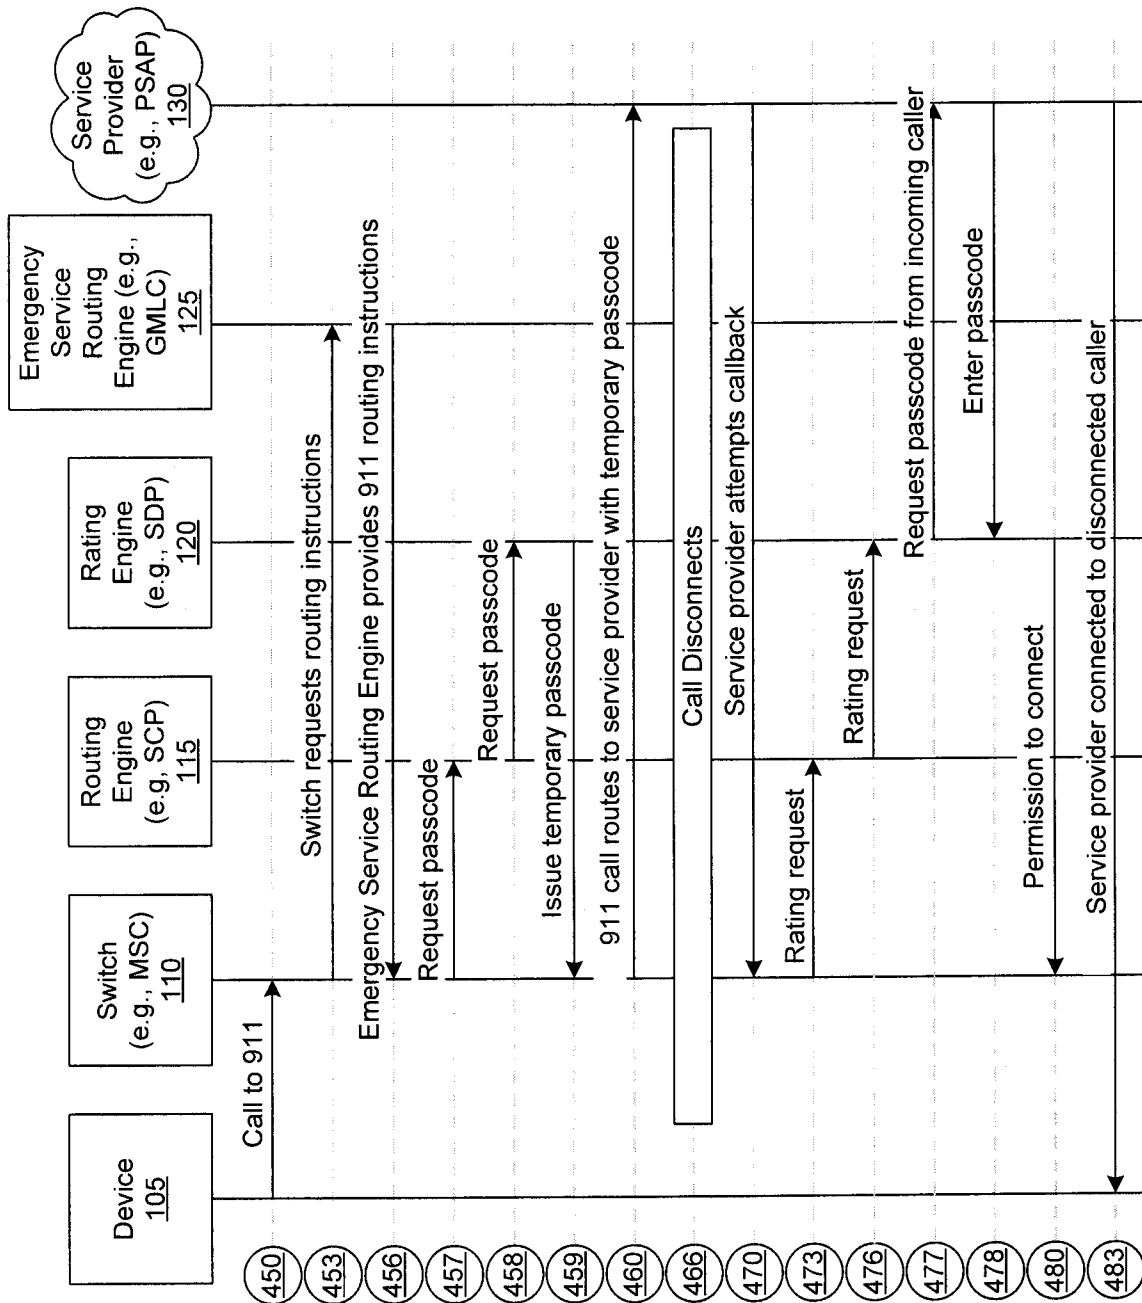 Device
105
Switch
(e.g., MSC)
110
Routing
Engine
(e.g, SCP)
115
Rating
Engine
(e.g., SDP)
120
Emergency
Service
Routing
Engine (e.g.,
GMLC)
125
Service
Provider
(e.g., PSAP)
130
450
Call to 911
453
Switch requests routing instructions
456
Emergency Service Routing Engine provides 911 routing instructions
457
Request passcode
458
Request passcode
459
Issue temporary passcode
460
911 call routes to service provider with temporary passcode
466
Call Disconnects
470
Service provider attempts callback
473
Rating request
476
Rating request
477
Request passcode from incoming caller
478
Enter passcode
480
Permission to connect
483
Service provider connected to disconnected caller